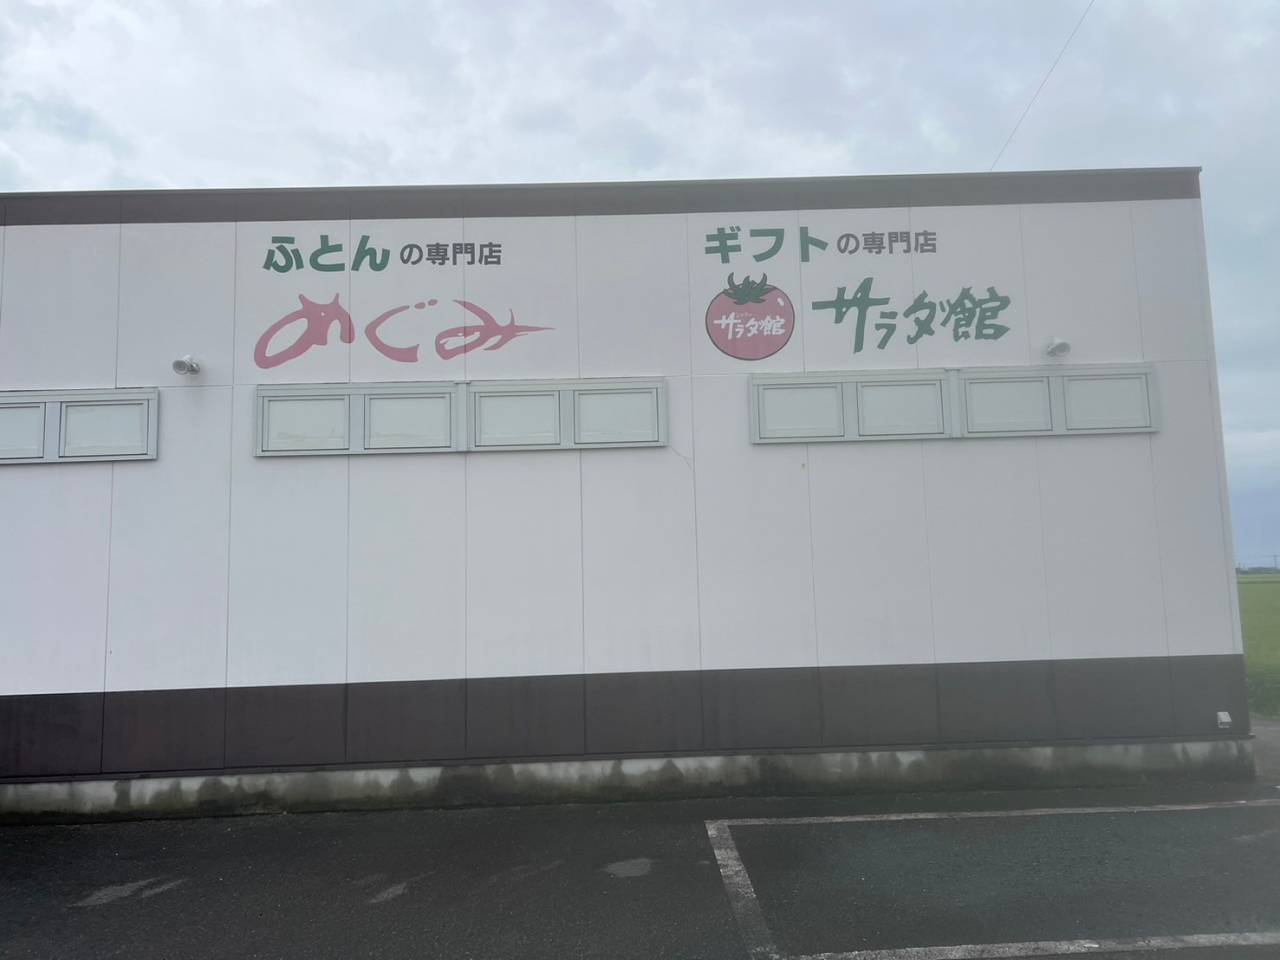 ふとんの専門店
めぐみ
ギフトの専門店
サラダ館
サラダ館